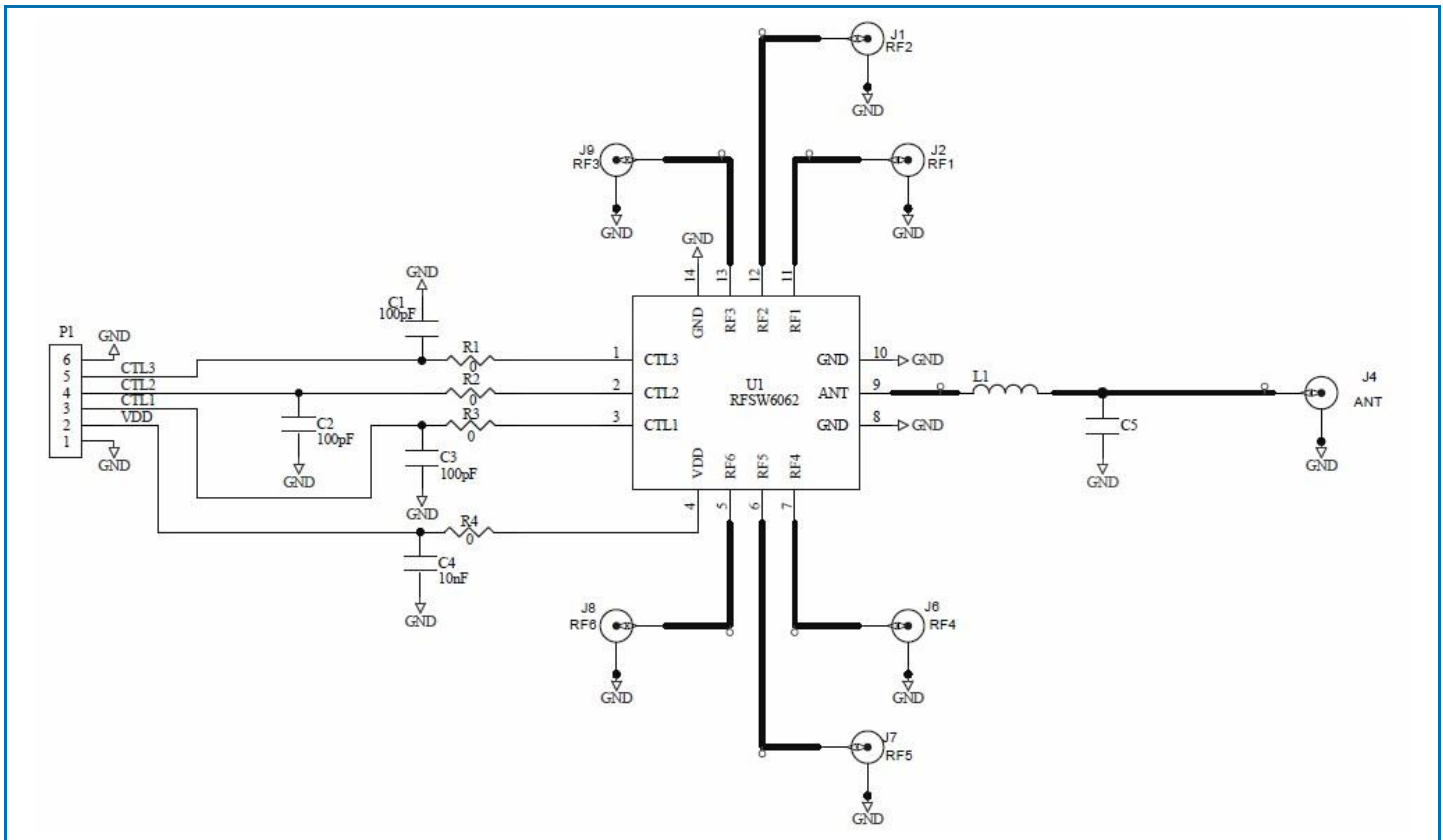 J1
RF2
GND
J9
RF3
GND
J2
RF1
GND
GND
14
13
12
11
GND
RF3
RF2
RF1
GND
C1
100pF
P1
GND
6
5
4
3
2
1
CTL3
CTL2
CTL1
VDD
GND
R1
0
R2
0
R3
0
C2
100pF
GND
C3
100pF
GND
R4
0
C4
10nF
GND
1
CTL3
2
CTL2
3
CTL1
U1
RFSW6062
GND
10
GND
ANT
9
GND
8
GND
L1
C5
GND
J4
ANT
GND
VDD
RF6
RF5
RF4
4
5
6
7
J8
RF6
GND
J6
RF4
GND
J7
RF5
GND